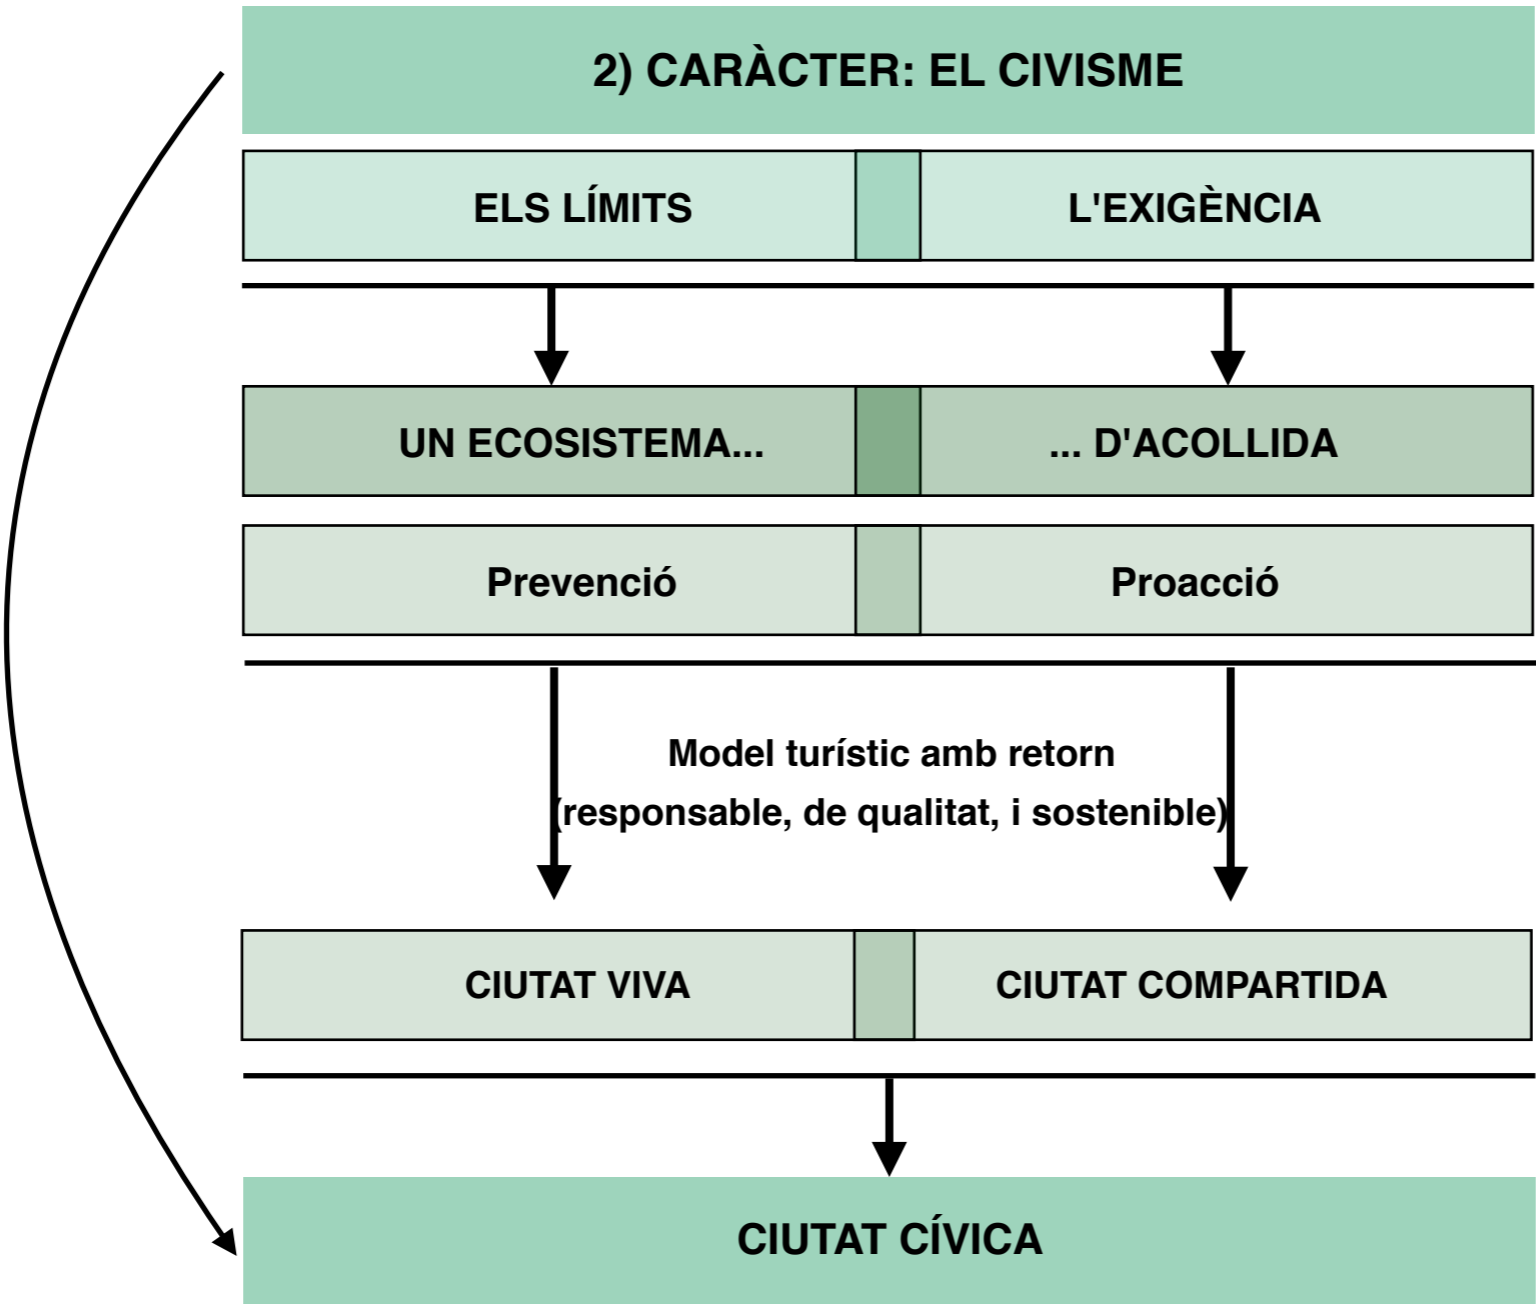 2) CARÀCTER: EL CIVISME
ELS LÍMITS
L'EXIGÈNCIA
UN ECOSISTEMA...
... D'ACOLLIDA
Prevenció
Proacció
Model turístic amb retorn
(responsable, de qualitat, i sostenible)
CIUTAT VIVA
CIUTAT COMPARTIDA
CIUTAT CÍVICA